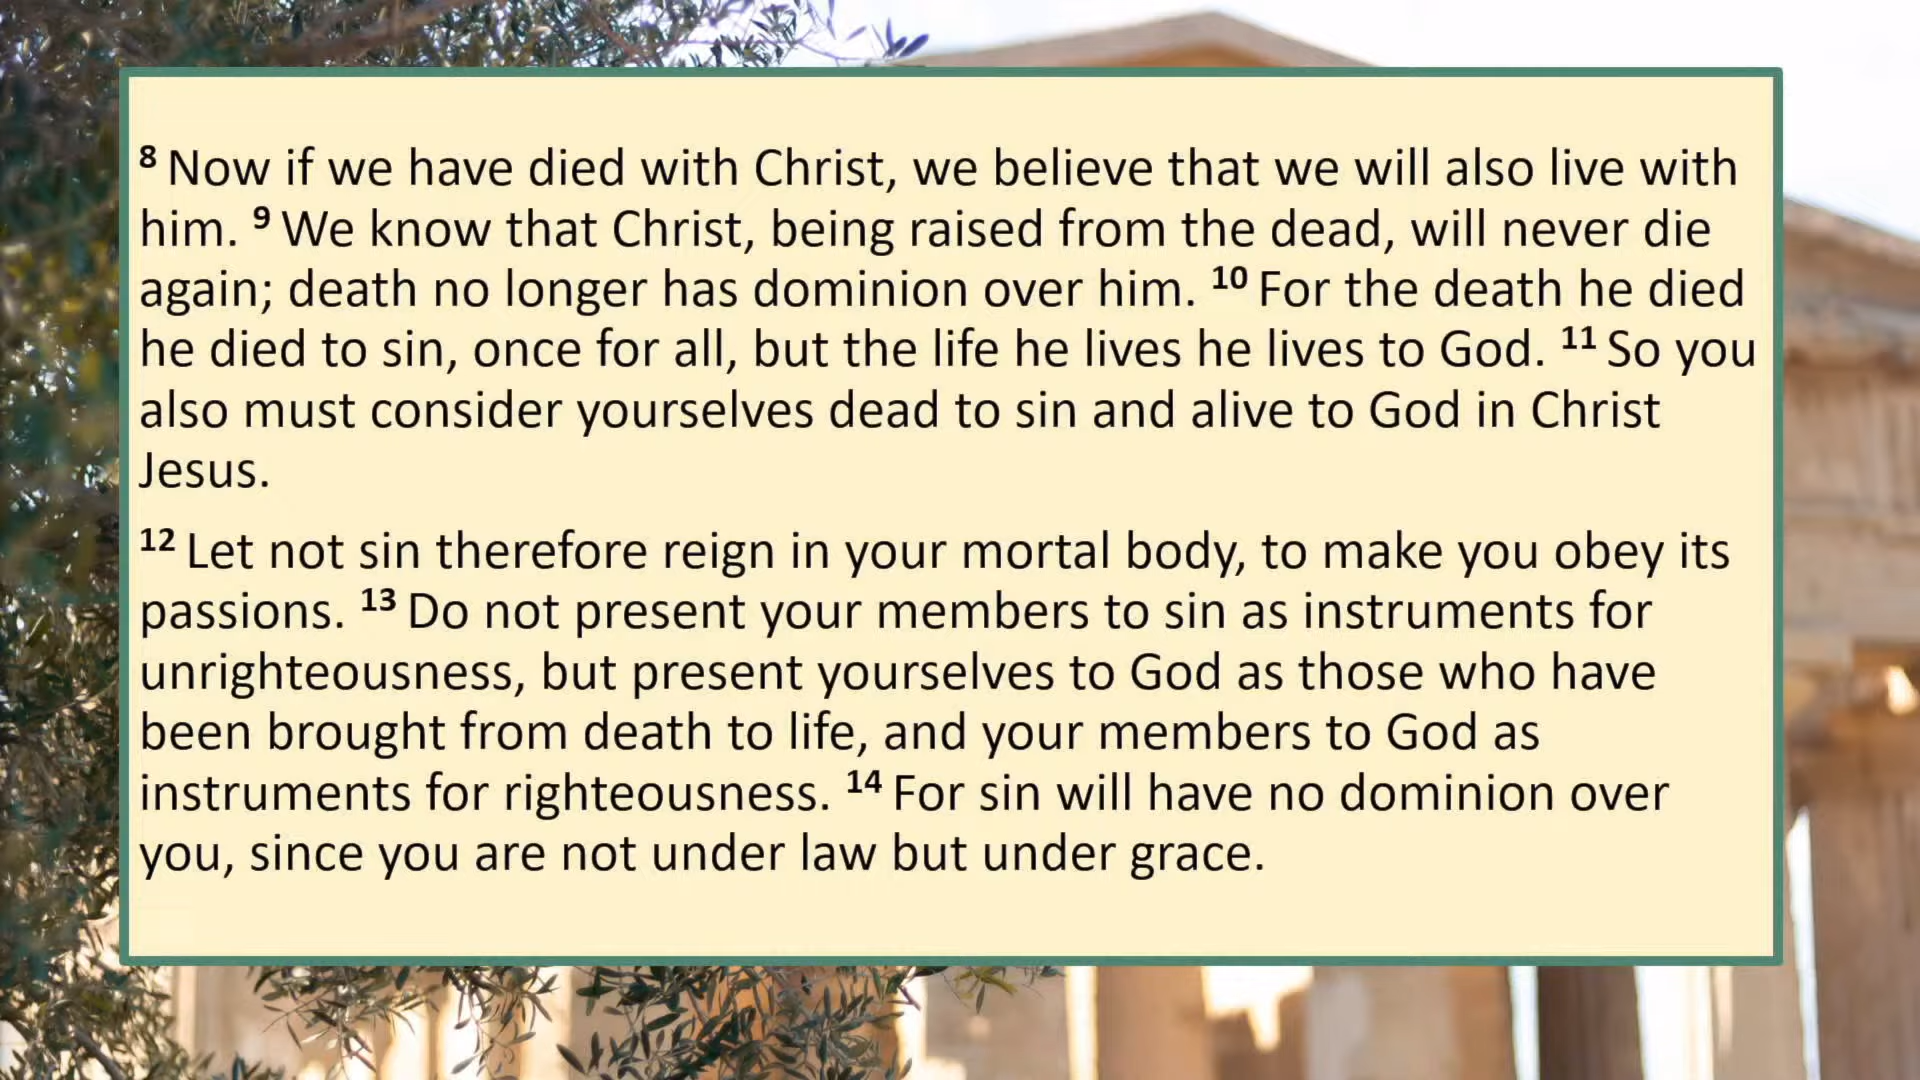 8 Now if we have died with Christ, we believe that we will also live with
him. 9 We know that Christ, being raised from the dead, will never die
again; death no longer has dominion over him. 10 For the death he died
he died to sin, once for all, but the life he lives he lives to God. 11 So you
also must consider yourselves dead to sin and alive to God in Christ
Jesus.
12 Let not sin therefore reign in your mortal body, to make you obey its
passions. 13 Do not present your members to sin as instruments for
unrighteousness, but present yourselves to God as those who have
been brought from death to life, and your members to God as
instruments for righteousness. 14 For sin will have no dominion over
you, since you are not under law but under grace.